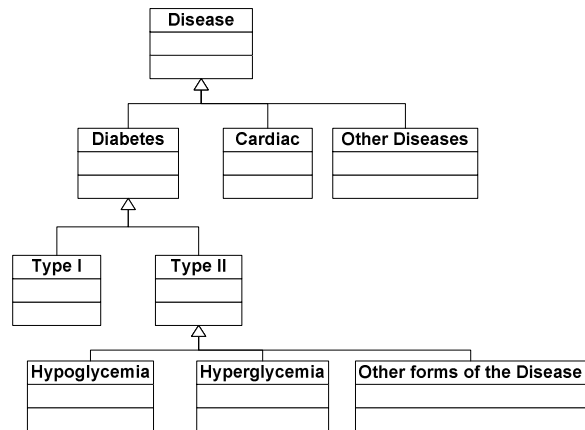 Disease
Diabetes
Cardiac
Other Diseases
Type I
Type II
Hypoglycemia
Hyperglycemia
Other forms of the Disease